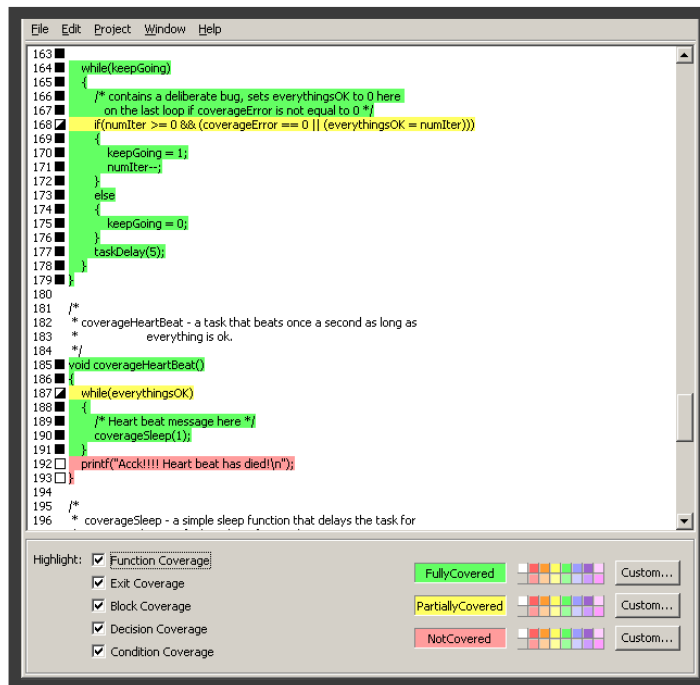 File Edit Project Window Help
163
164 while(keepGoing)
165 {
166 /* contains a deliberate bug, sets everythingsOK to 0 here
167 on the last loop if coverageError is not equal to 0 */
168 if(numIter >= 0 && (coverageError == 0 || (everythingsOK = numIter)))
169 {
170 keepGoing = 1;
171 numIter--;
172 }
173 else
174 {
175 keepGoing = 0;
176 }
177 taskDelay(5);
178 }
179 }
180
181 /*
182 * coverageHeartBeat - a task that beats once a second as long as
183 * everything is ok.
184 */
185 void coverageHeartBeat()
186 {
187 while(everythingsOK)
188 {
189 /* Heart beat message here */
190 coverageSleep(1);
191 }
192 printf("Acck!!!! Heart beat has died!\n");
193 }
194
195 /*
196 * coverageSleep - a simple sleep function that delays the task for
Highlight: Function Coverage
Exit Coverage
Block Coverage
Decision Coverage
Condition Coverage
FullyCovered Custom...
PartiallyCovered Custom...
NotCovered Custom...